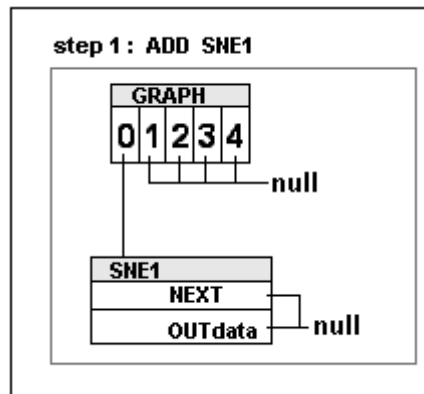 step 1 : ADD SNE1
GRAPH
0 1 2 3 4
null
SNE1
NEXT
OUTdata
null